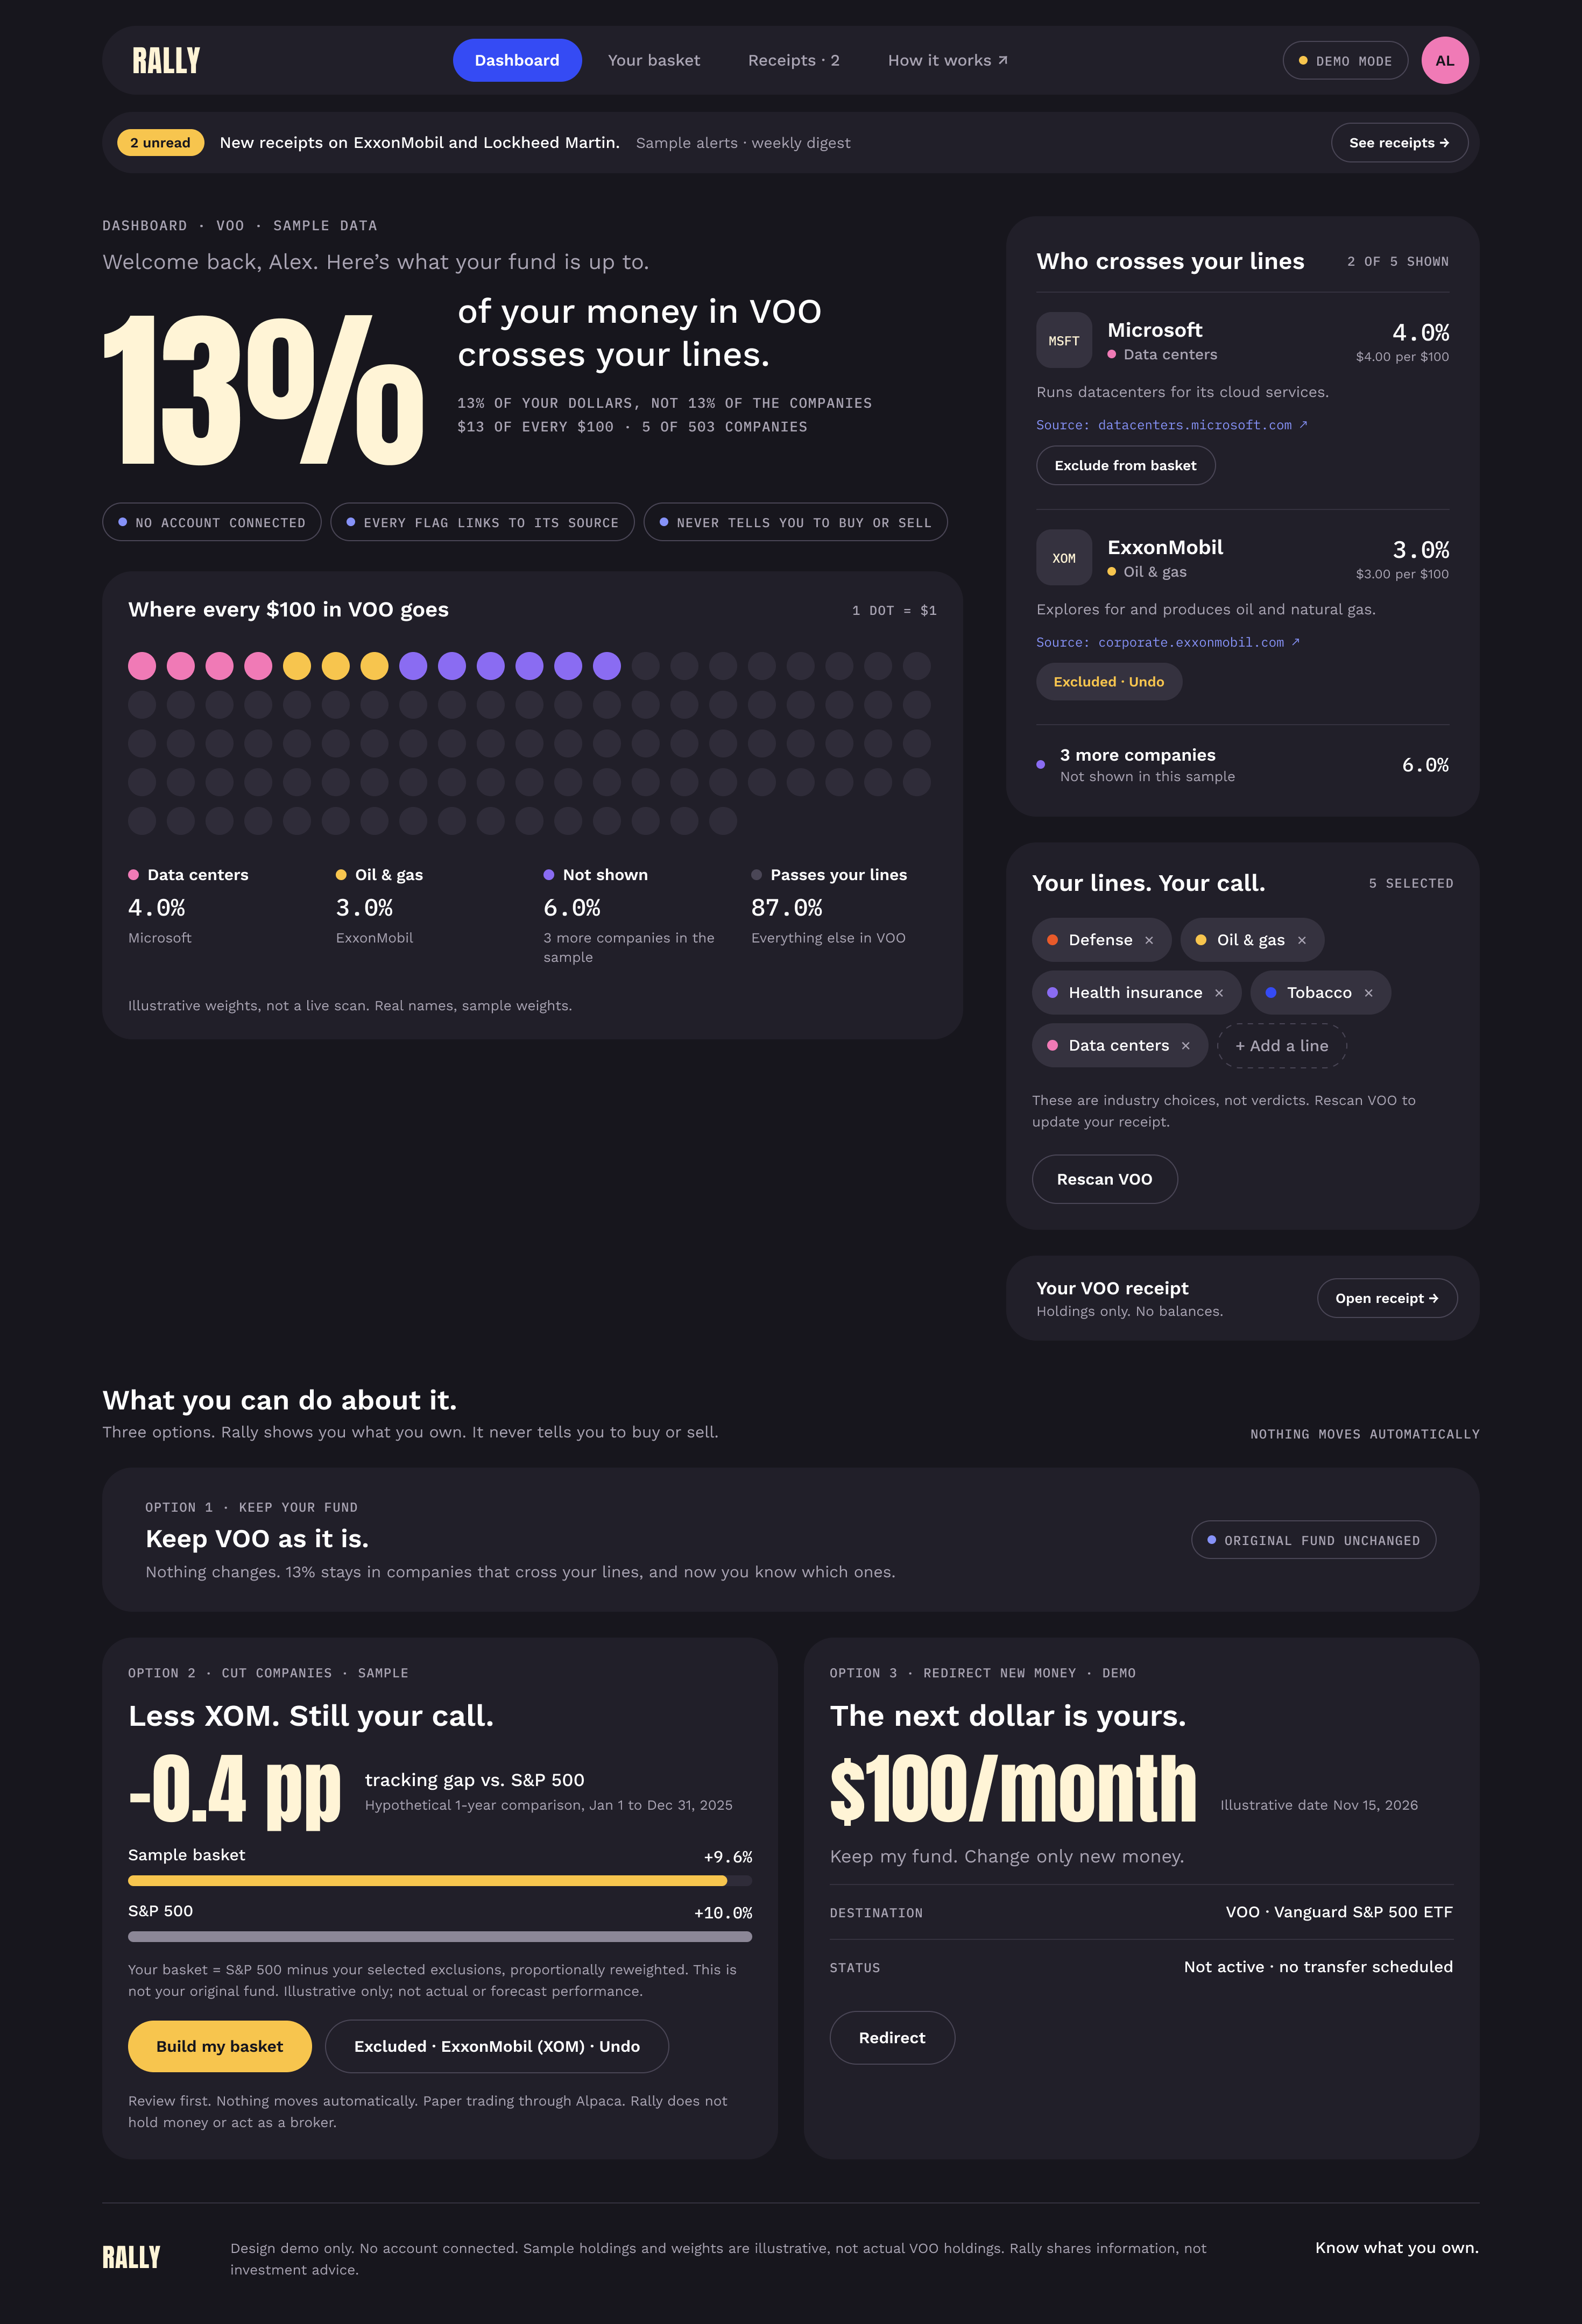 RALLY
Dashboard
Your basket
Receipts · 2
How it works ↗
DEMO MODE
AL
2 unread
New receipts on ExxonMobil and Lockheed Martin.
Sample alerts · weekly digest
See receipts →
DASHBOARD · VOO · SAMPLE DATA
Welcome back, Alex. Here’s what your fund is up to.
13%
of your money in VOO
crosses your lines.
13% OF YOUR DOLLARS, NOT 13% OF THE COMPANIES
$13 OF EVERY $100 · 5 OF 503 COMPANIES
NO ACCOUNT CONNECTED
EVERY FLAG LINKS TO ITS SOURCE
NEVER TELLS YOU TO BUY OR SELL
Where every $100 in VOO goes
1 DOT = $1
Data centers
4.0%
Microsoft
Oil & gas
3.0%
ExxonMobil
Not shown
6.0%
3 more companies in the
sample
Passes your lines
87.0%
Everything else in VOO
Illustrative weights, not a live scan. Real names, sample weights.
Who crosses your lines
2 OF 5 SHOWN
MSFT
Microsoft
Data centers
4.0%
$4.00 per $100
Runs datacenters for its cloud services.
Source: datacenters.microsoft.com ↗
Exclude from basket
XOM
ExxonMobil
Oil & gas
3.0%
$3.00 per $100
Explores for and produces oil and natural gas.
Source: corporate.exxonmobil.com ↗
Excluded · Undo
3 more companies
Not shown in this sample
6.0%
Your lines. Your call.
5 SELECTED
Defense ×
Oil & gas ×
Health insurance ×
Tobacco ×
Data centers ×
+ Add a line
These are industry choices, not verdicts. Rescan VOO to
update your receipt.
Rescan VOO
Your VOO receipt
Holdings only. No balances.
Open receipt →
What you can do about it.
Three options. Rally shows you what you own. It never tells you to buy or sell.
NOTHING MOVES AUTOMATICALLY
OPTION 1 · KEEP YOUR FUND
Keep VOO as it is.
Nothing changes. 13% stays in companies that cross your lines, and now you know which ones.
ORIGINAL FUND UNCHANGED
OPTION 2 · CUT COMPANIES · SAMPLE
Less XOM. Still your call.
-0.4 pp
tracking gap vs. S&P 500
Hypothetical 1-year comparison, Jan 1 to Dec 31, 2025
Sample basket
+9.6%
S&P 500
+10.0%
Your basket = S&P 500 minus your selected exclusions, proportionally reweighted. This is
not your original fund. Illustrative only; not actual or forecast performance.
Build my basket
Excluded · ExxonMobil (XOM) · Undo
Review first. Nothing moves automatically. Paper trading through Alpaca. Rally does not
hold money or act as a broker.
OPTION 3 · REDIRECT NEW MONEY · DEMO
The next dollar is yours.
$100/month
Illustrative date Nov 15, 2026
Keep my fund. Change only new money.
DESTINATION
VOO · Vanguard S&P 500 ETF
STATUS
Not active · no transfer scheduled
Redirect
RALLY
Design demo only. No account connected. Sample holdings and weights are illustrative, not actual VOO holdings. Rally shares information, not
investment advice.
Know what you own.